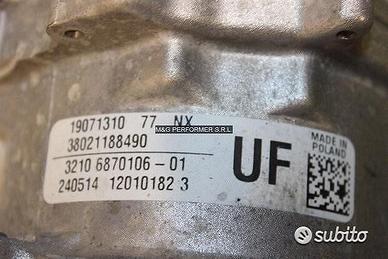 19071310 77 NX
M&G PERFORMER S.R.L
38021188490
3210 6870106-01
240514 12010182 3
UF
MADE IN
POLAND
subito